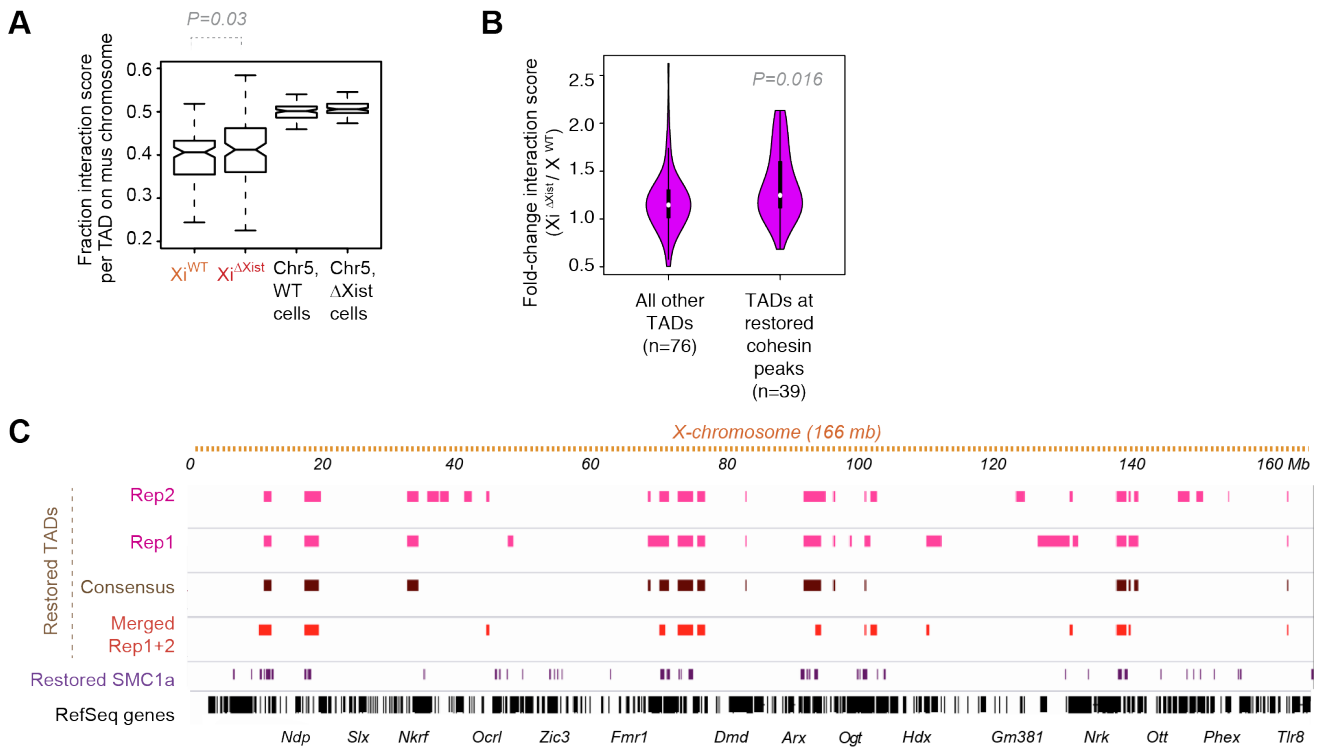 A
P=0.03
Fraction interaction score
per TAD on mus chromosome
0.6
0.5
0.4
0.3
0.2
Xi WT
Xi ΔXist
Chr5,
WT
cells
Chr5,
ΔXist
cells
B
P=0.016
Fold-change interaction score
(Xi ΔXist / X WT)
2.5
2.0
1.5
1.0
0.5
All other
TADs
(n=76)
TADs at
restored
cohesin
peaks
(n=39)
C
X-chromosome (166 mb)
0 20 40 60 80 100 120 140 160 Mb
Restored TADs
Rep2
Rep1
Consensus
Merged
Rep1+2
Restored SMC1a
RefSeq genes
Ndp Slx Nkrf Ocrl Zic3 Fmr1 Dmd Arx Ogt Hdx Gm381 Nrk Ott Phex Tlr8